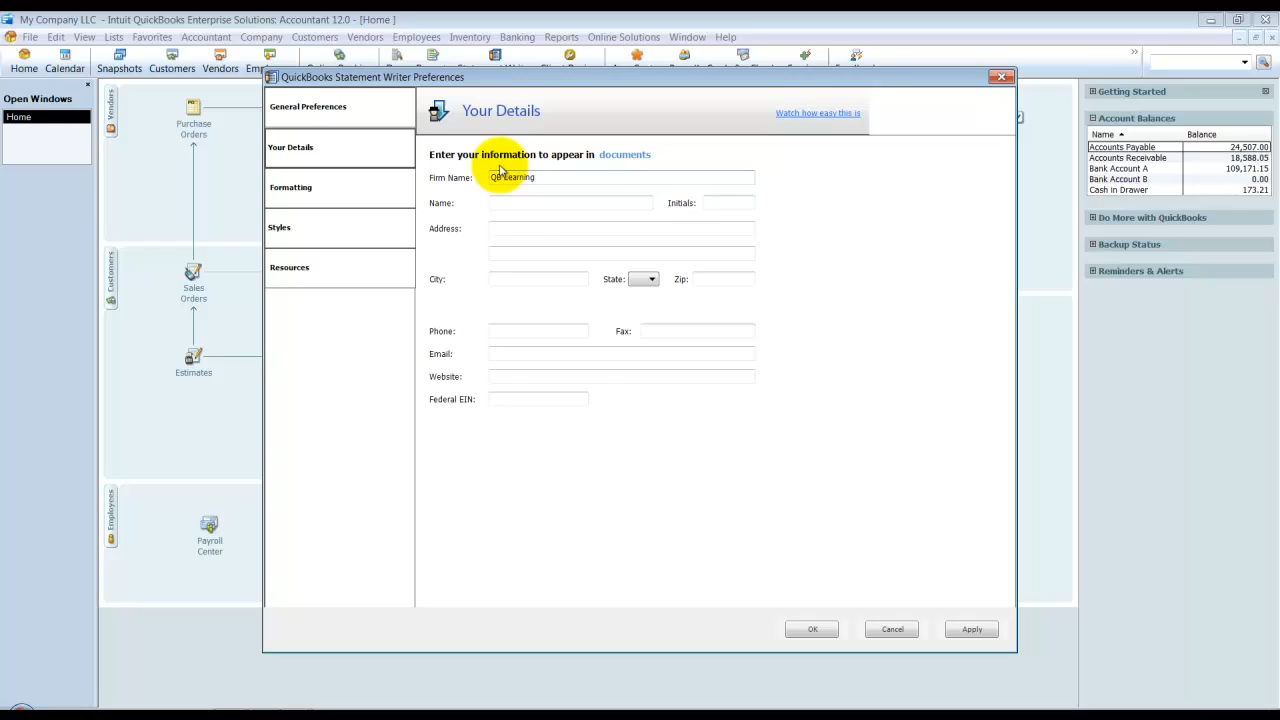 My Company LLC - Intuit QuickBooks Enterprise Solutions: Accountant 12.0 - [Home ]
File Edit View Lists Favorites Accountant Company Customers Vendors Employees Inventory Banking Reports Online Solutions Window Help
Home Calendar Snapshots Customers Vendors
Open Windows
Home
Vendors
Purchase
Orders
Customers
Sales
Orders
Estimates
Employees
Payroll
Center
QuickBooks Statement Writer Preferences
General Preferences
Your Details
Formatting
Styles
Resources
Your Details
Watch how easy this is
Enter your information to appear in documents
Firm Name: QB Learning
Name: Initials:
Address:
City: State: Zip:
Phone: Fax:
Email:
Website:
Federal EIN:
OK Cancel Apply
Getting Started
Account Balances
Name Balance
Accounts Payable 24,507.00
Accounts Receivable 18,588.05
Bank Account A 109,171.15
Bank Account B 0.00
Cash in Drawer 173.21
Do More with QuickBooks
Backup Status
Reminders & Alerts